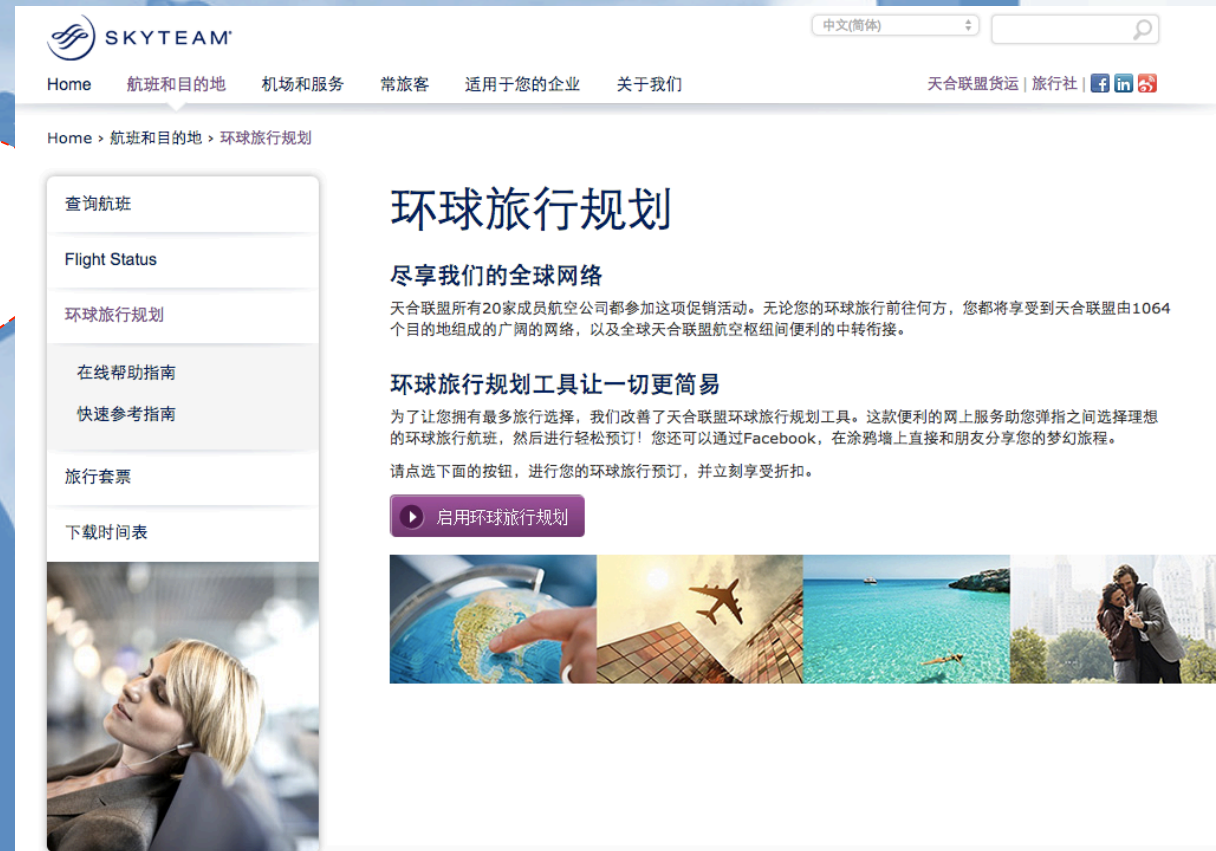 SKYTEAM
中文(简体)
Home 航班和目的地 机场和服务 常旅客 适用于您的企业 关于我们
天合联盟货运 | 旅行社 |
Home › 航班和目的地 › 环球旅行规划
查询航班
Flight Status
环球旅行规划
在线帮助指南
快速参考指南
旅行套票
下载时间表
环球旅行规划
尽享我们的全球网络
天合联盟所有20家成员航空公司都参加这项促销活动。无论您的环球旅行前往何方，您都将享受到天合联盟由1064
个目的地组成的广阔的网络，以及全球天合联盟航空枢纽间便利的中转衔接。
环球旅行规划工具让一切更简易
为了让您拥有最多旅行选择，我们改善了天合联盟环球旅行规划工具。这款便利的网上服务助您弹指之间选择理想
的环球旅行航班，然后进行轻松预订！您还可以通过Facebook，在涂鸦墙上直接和朋友分享您的梦幻旅程。
请点选下面的按钮，进行您的环球旅行预订，并立刻享受折扣。
启用环球旅行规划